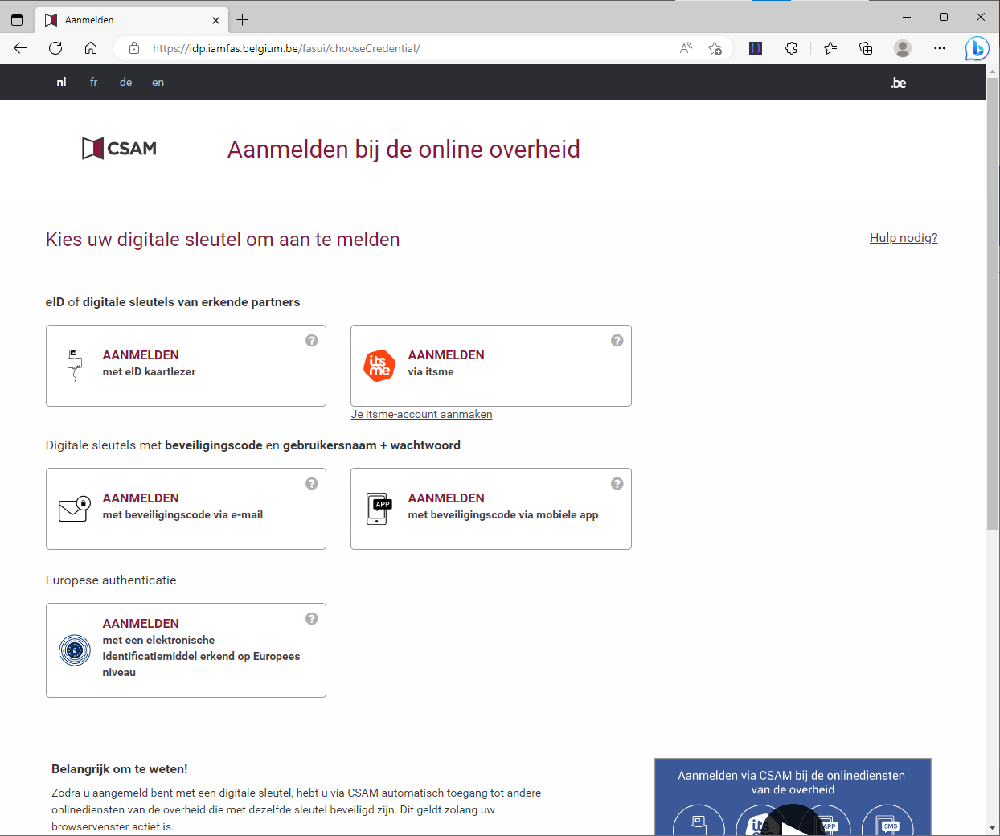 Aanmelden
https://idp.iamfas.belgium.be/fasui/chooseCredential/
nl fr de en
.be
CSAM
Aanmelden bij de online overheid
Kies uw digitale sleutel om aan te melden
Hulp nodig?
eID of digitale sleutels van erkende partners
AANMELDEN
met eID kaartlezer
?
itsme
AANMELDEN
via itsme
?
Je itsme-account aanmaken
Digitale sleutels met beveiligingscode en gebruikersnaam + wachtwoord
AANMELDEN
met beveiligingscode via e-mail
?
APP
AANMELDEN
met beveiligingscode via mobiele app
?
Europese authenticatie
AANMELDEN
met een elektronische
identificatiemiddel erkend op Europees
niveau
?
Belangrijk om te weten!
Zodra u aangemeld bent met een digitale sleutel, hebt u via CSAM automatisch toegang tot andere
onlinediensten van de overheid die met dezelfde sleutel beveiligd zijn. Dit geldt zolang uw
browservenster actief is.
Aanmelden via CSAM bij de onlinediensten
van de overheid
itsme
APP
SMS